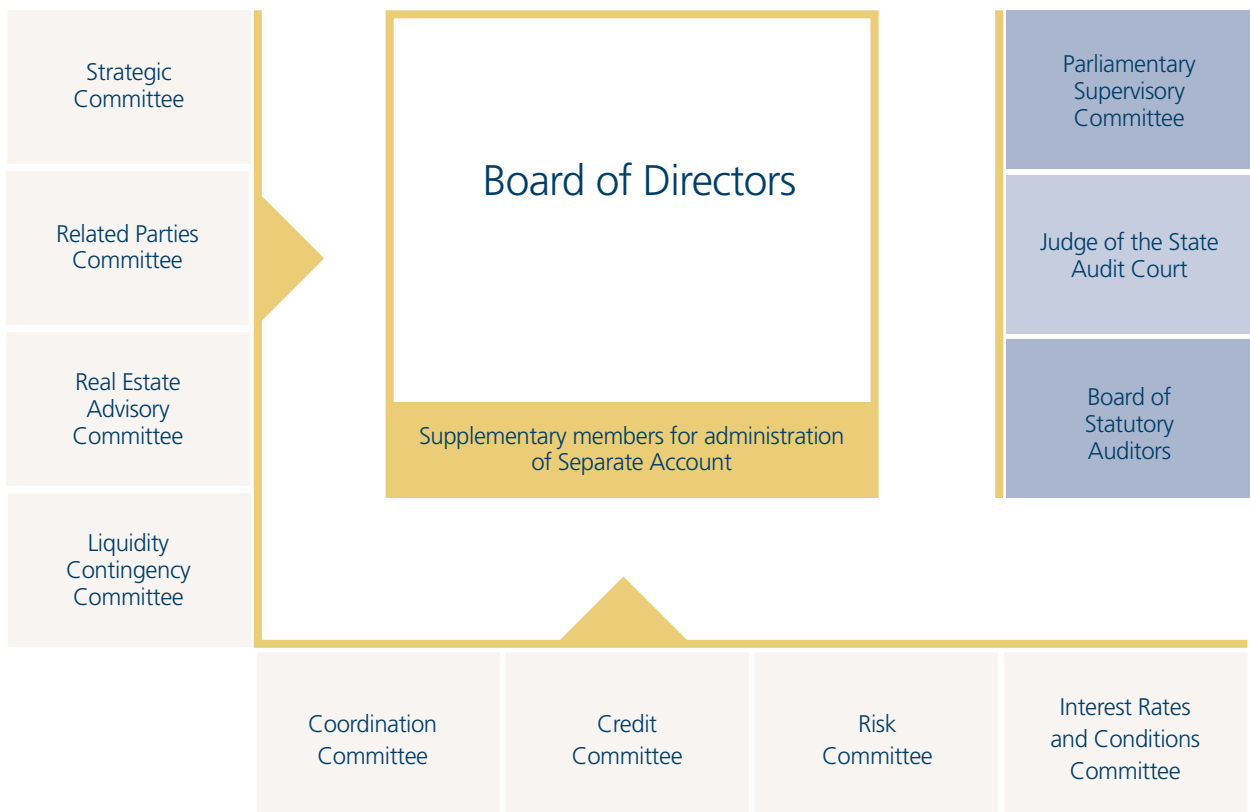 Strategic
Committee
Related Parties
Committee
Real Estate
Advisory
Committee
Liquidity
Contingency
Committee
Board of Directors
Supplementary members for administration
of Separate Account
Parliamentary
Supervisory
Committee
Judge of the State
Audit Court
Board of
Statutory
Auditors
Coordination
Committee
Credit
Committee
Risk
Committee
Interest Rates
and Conditions
Committee